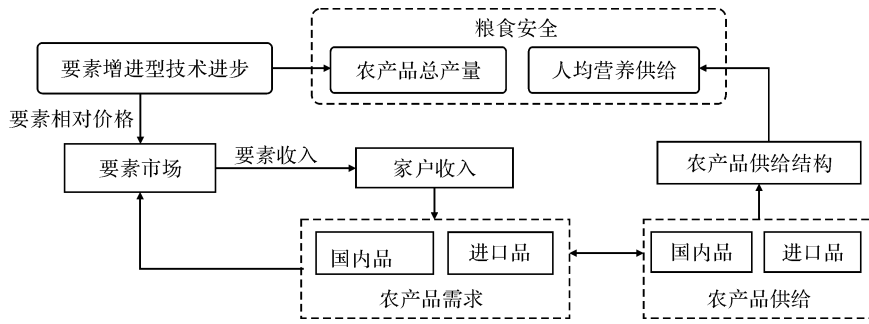 粮食安全
要素增进型技术进步
农产品总产量
人均营养供给
要素相对价格
要素市场
要素收入
家户收入
农产品供给结构
国内品
进口品
农产品需求
国内品
进口品
农产品供给